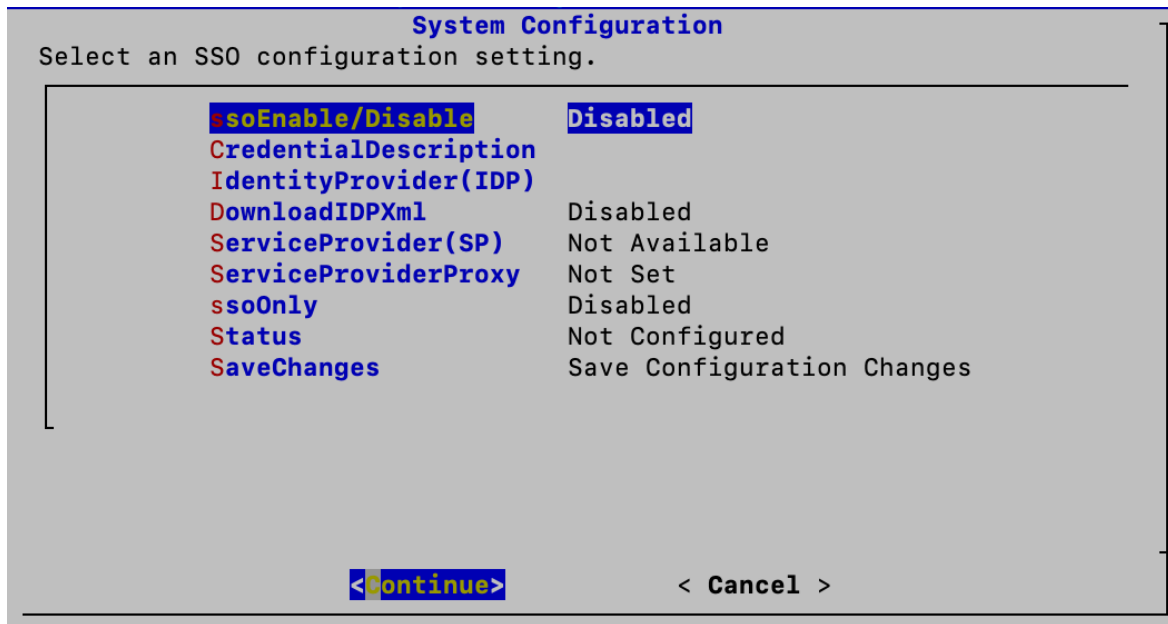 System Configuration
Select an SSO configuration setting.
ssoEnable/Disable Disabled
CredentialDescription
IdentityProvider(IDP)
DownloadIDPXml Disabled
ServiceProvider(SP) Not Available
ServiceProviderProxy Not Set
ssoOnly Disabled
Status Not Configured
SaveChanges Save Configuration Changes
<Continue> < Cancel >